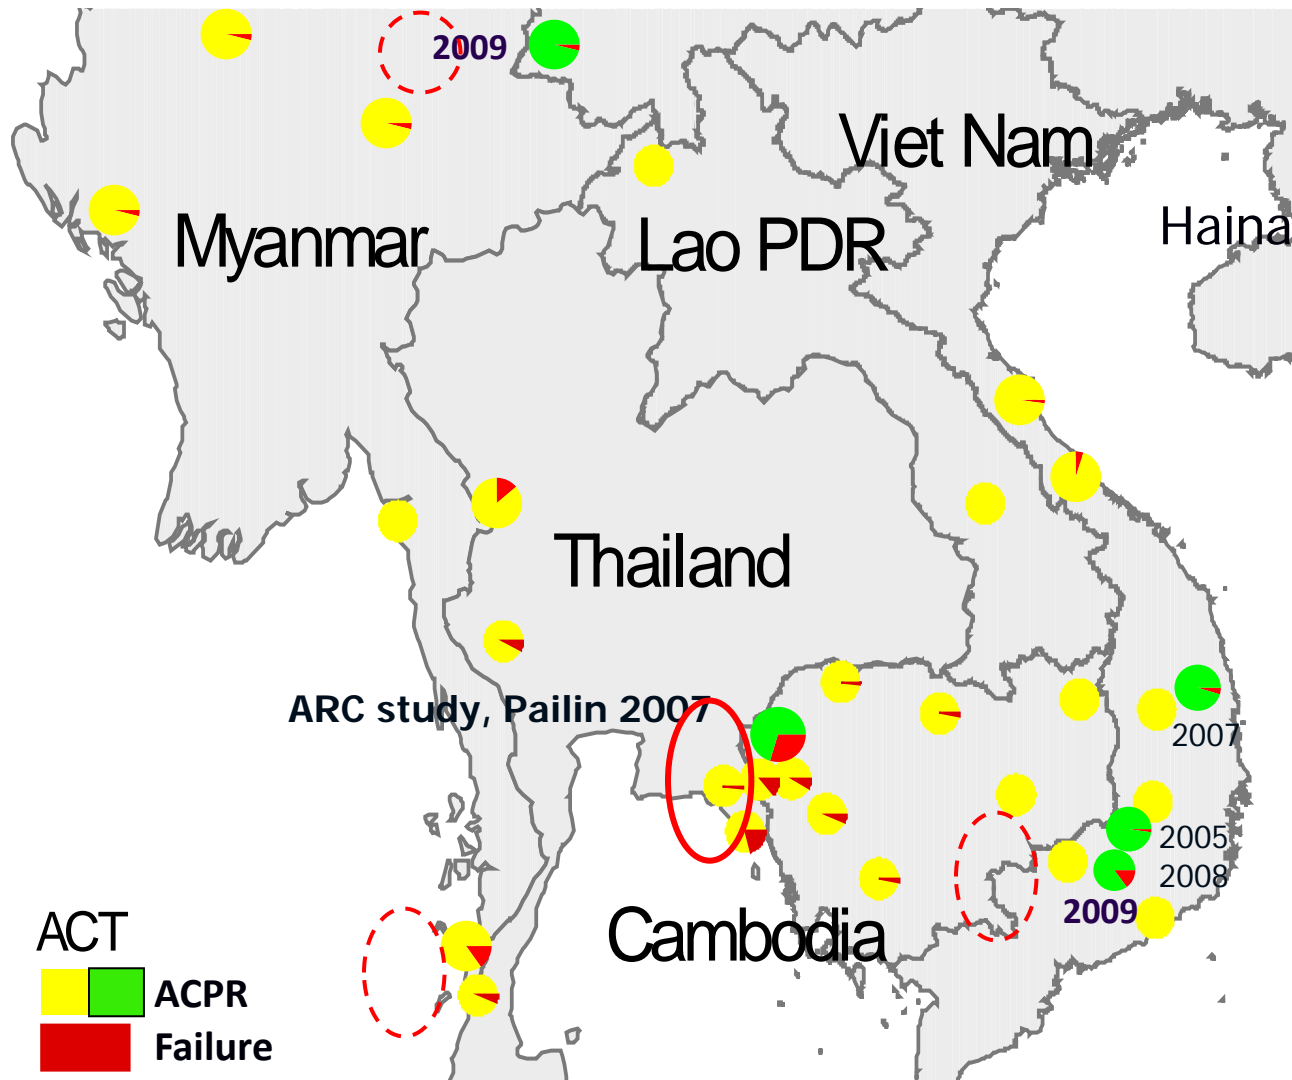 2009
Viet Nam
Myanmar
Lao PDR
Haina
Thailand
ARC study, Pailin 2007
2007
2005
2008
2009
Cambodia
ACT
ACPR
Failure